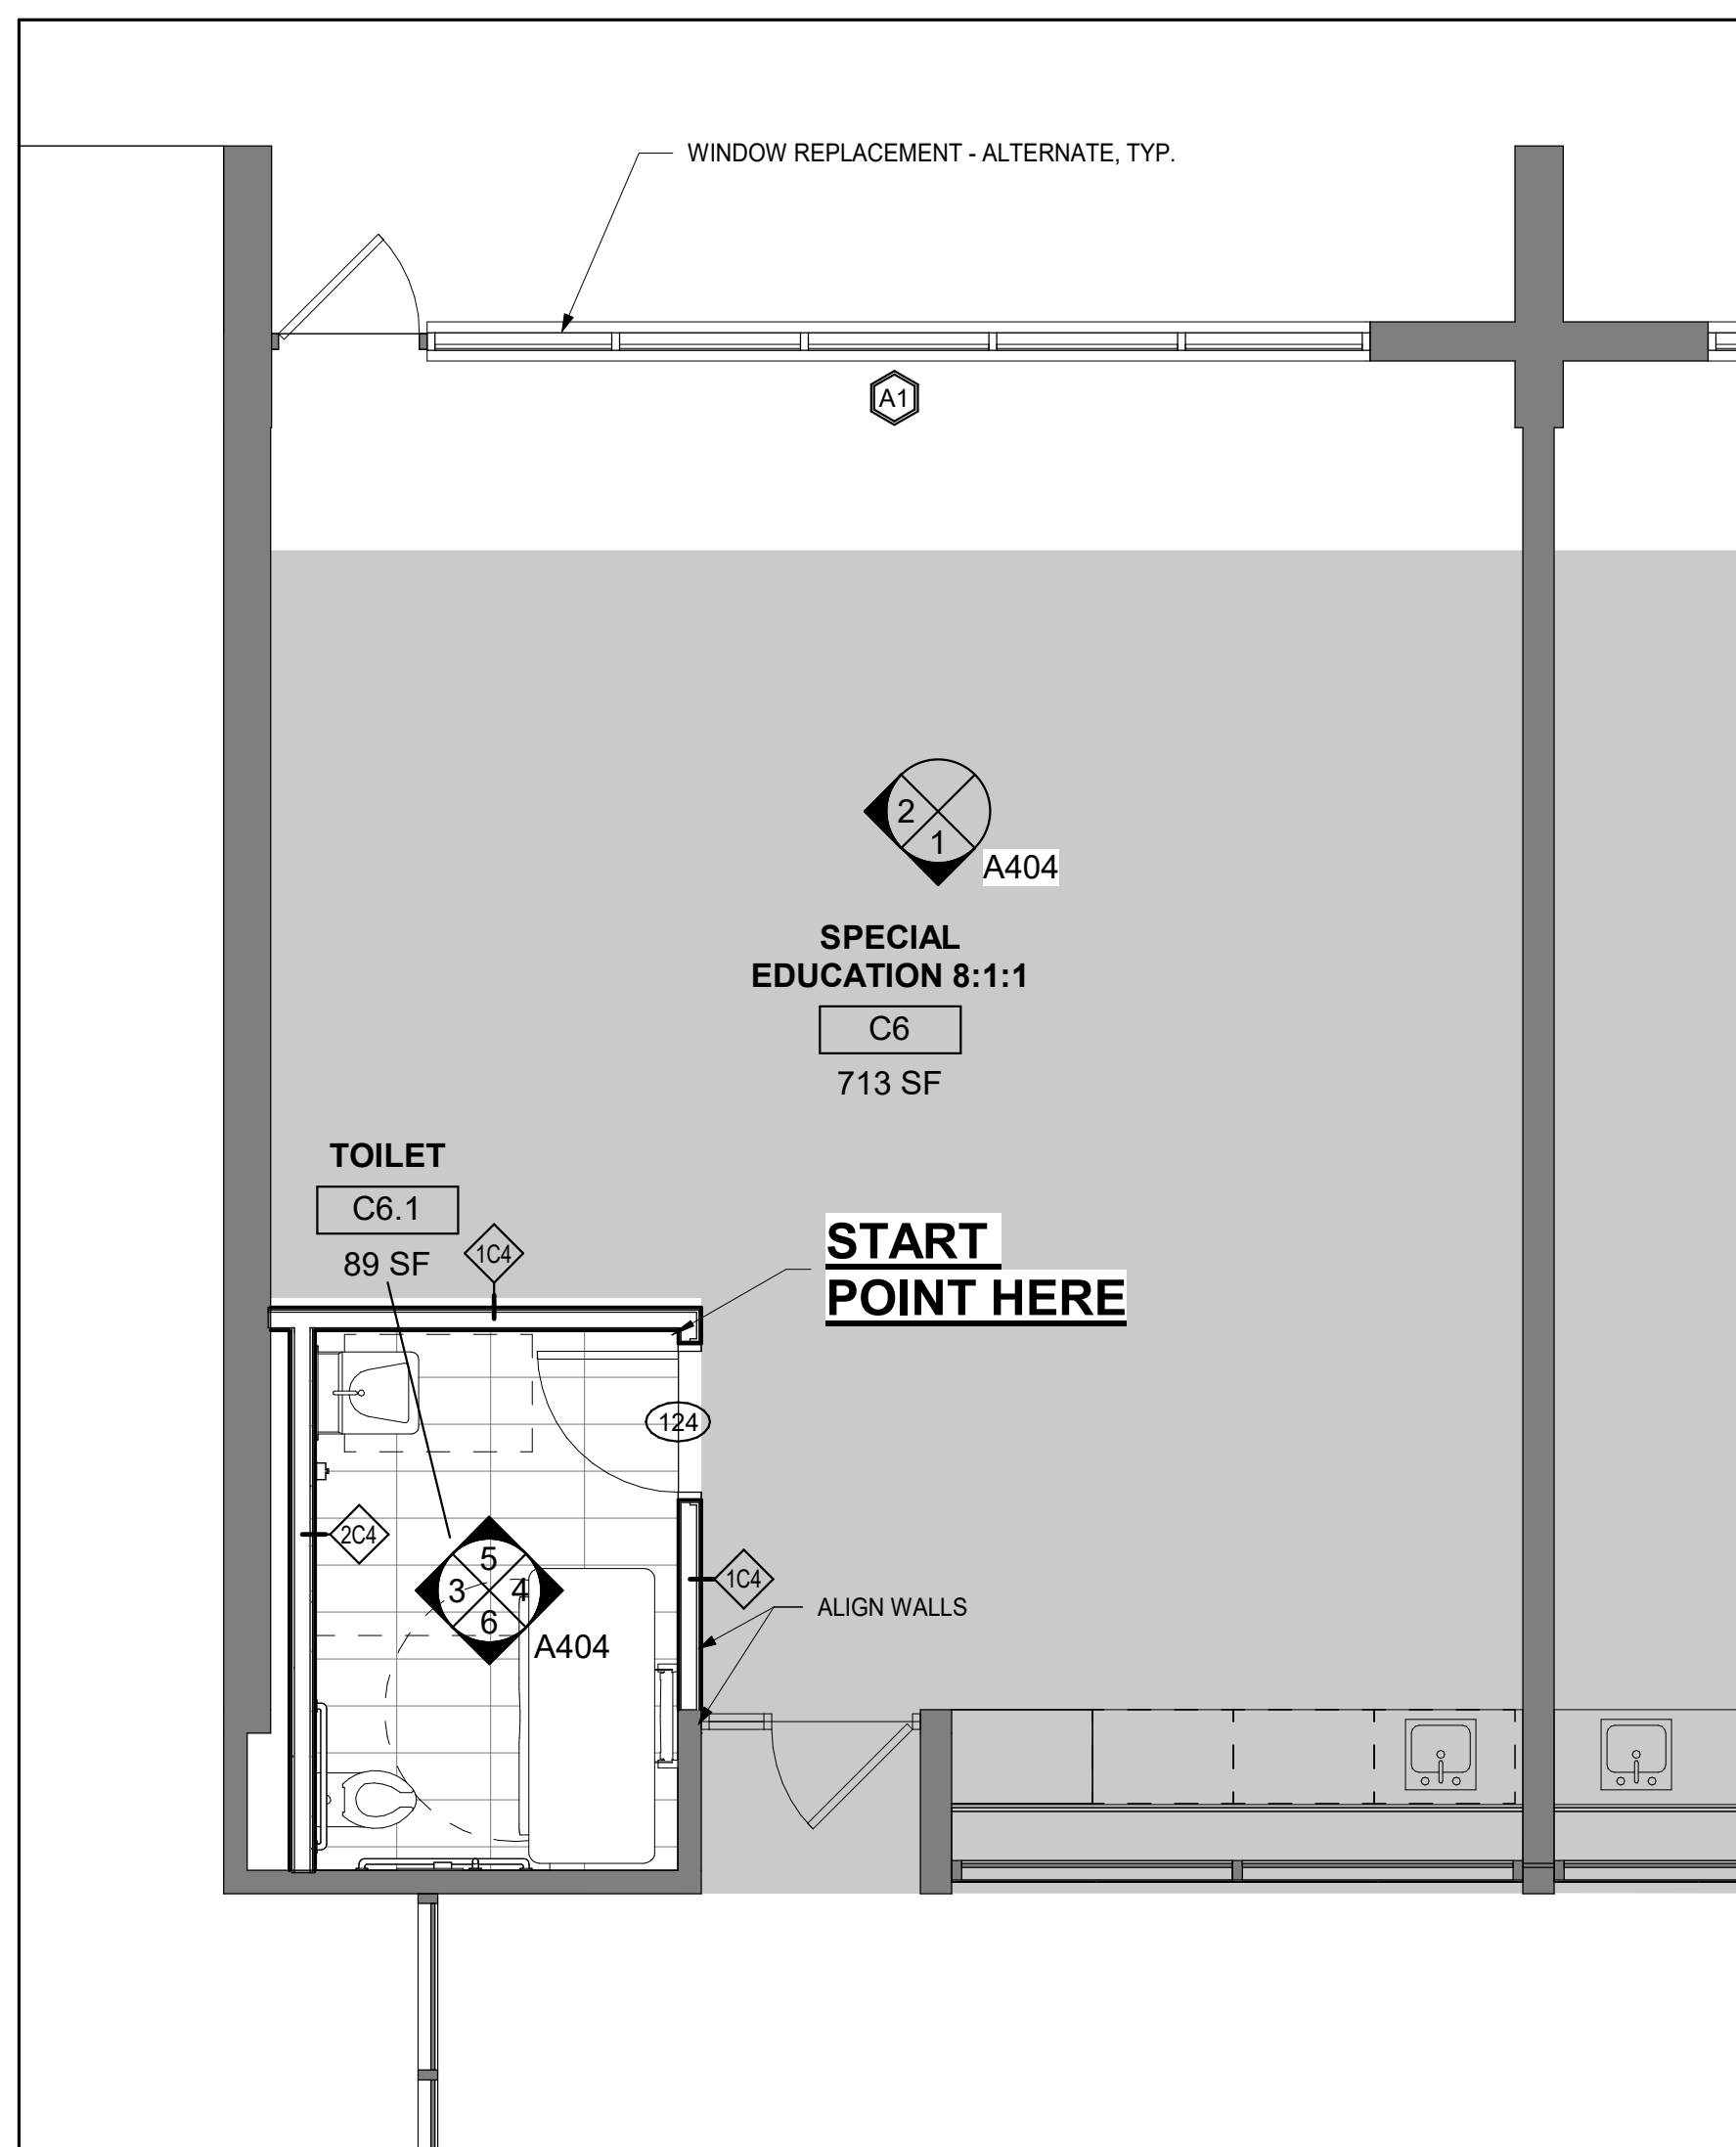 WINDOW REPLACEMENT - ALTERNATE, TYP.
A1
2
1
A404
SPECIAL
EDUCATION 8:1:1
C6
713 SF
TOILET
C6.1
89 SF
1C4
START
POINT HERE
124
2C4
5
3
4
6
A404
1C4
ALIGN WALLS